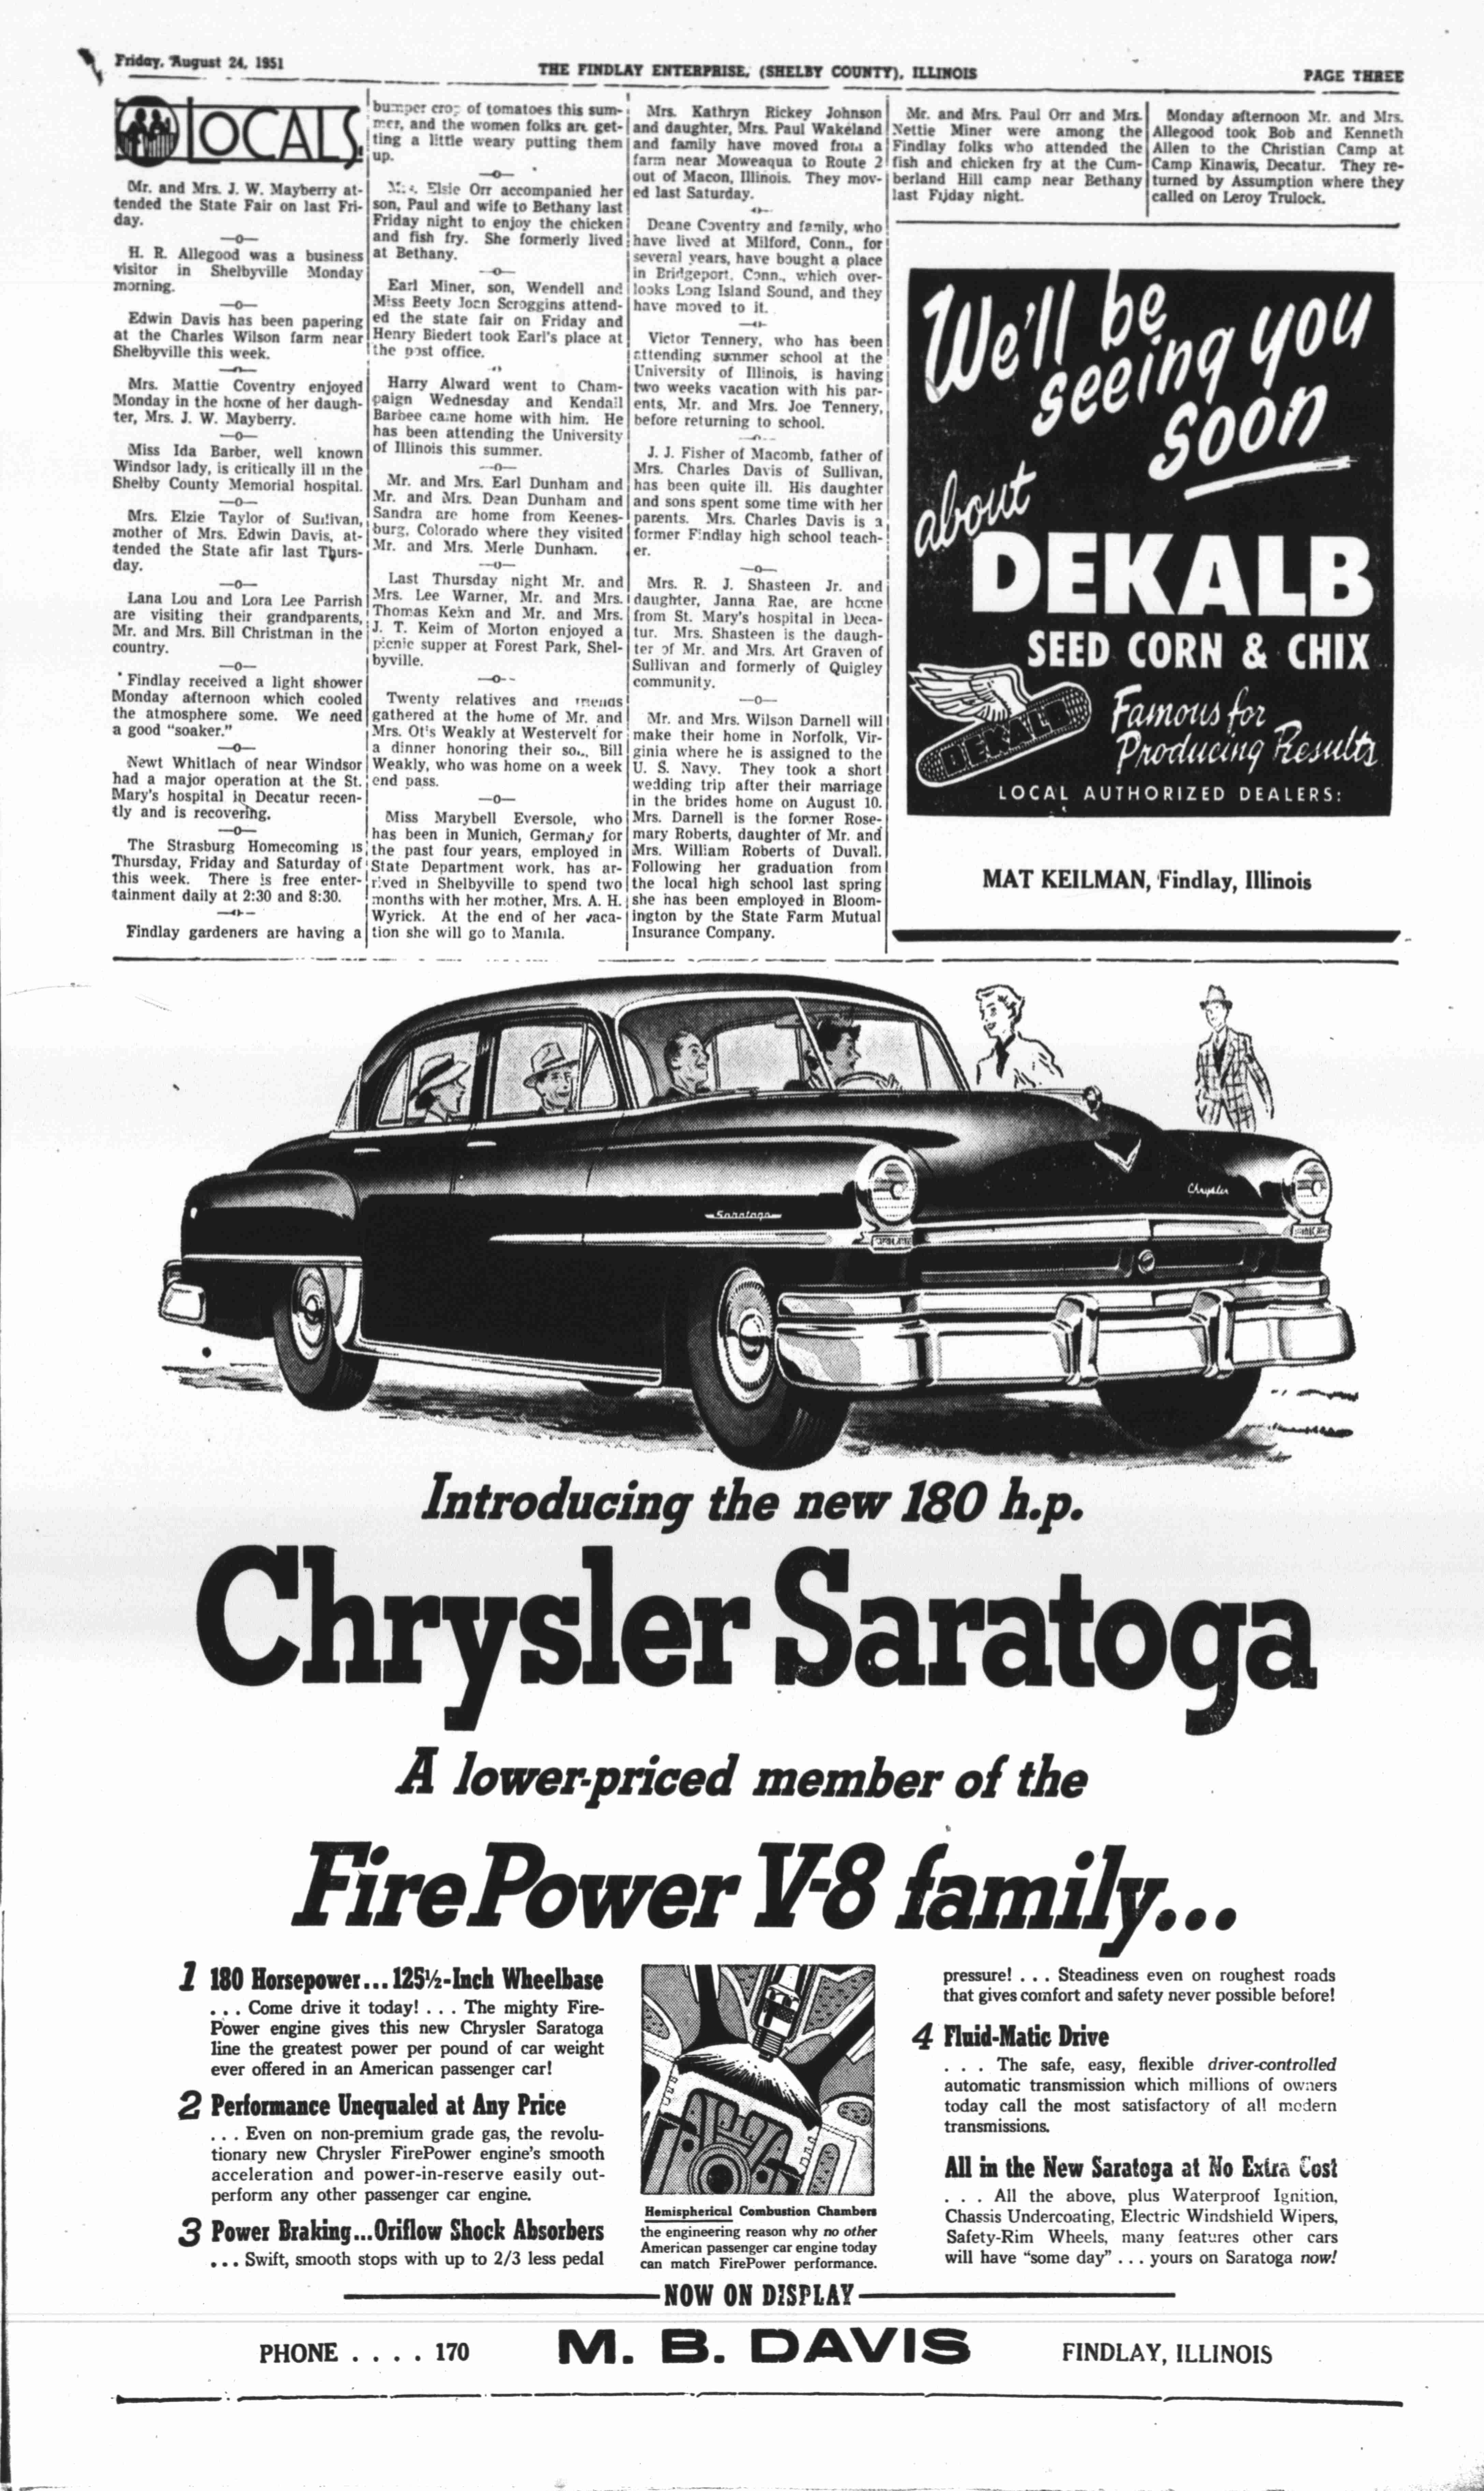 Friday, August 24, 1951
THE FINDLAY ENTERPRISE, (SHELBY COUNTY), ILLINOIS
PAGE THREE
LOCALS
Mr. and Mrs. J. W. Mayberry at-
tended the State Fair on last Fri-
day.
—o—
H. R. Allegood was a business
visitor in Shelbyville Monday
morning.
—o—
Edwin Davis has been papering
at the Charles Wilson farm near
Shelbyville this week.
—o—
Mrs. Mattie Coventry enjoyed
Monday in the home of her daugh-
ter, Mrs. J. W. Mayberry.
—o—
Miss Ida Barber, well known
Windsor lady, is critically ill in the
Shelby County Memorial hospital.
—o—
Mrs. Elzie Taylor of Sullivan,
mother of Mrs. Edwin Davis, at-
tended the State afir last Thurs-
day.
—o—
Lana Lou and Lora Lee Parrish
are visiting their grandparents,
Mr. and Mrs. Bill Christman in the
country.
—o—
Findlay received a light shower
Monday afternoon which cooled
the atmosphere some. We need
a good "soaker."
—o—
Newt Whitlach of near Windsor
had a major operation at the St.
Mary's hospital in Decatur recen-
tly and is recovering.
—o—
The Strasburg Homecoming is
Thursday, Friday and Saturday of
this week. There is free enter-
tainment daily at 2:30 and 8:30.
—o—
Findlay gardeners are having a
bumper crop of tomatoes this sum-
mer, and the women folks are get-
ting a little weary putting them
up.
—o—
Mrs. Elsie Orr accompanied her
son, Paul and wife to Bethany last
Friday night to enjoy the chicken
and fish fry. She formerly lived
at Bethany.
—o—
Earl Miner, son, Wendell and
Miss Beety Joan Scroggins attend-
ed the state fair on Friday and
Henry Biedert took Earl's place at
the post office.
—o—
Harry Alward went to Cham-
paign Wednesday and Kendall
Barbee came home with him. He
has been attending the University
of Illinois this summer.
—o—
Mr. and Mrs. Earl Dunham and
Mr. and Mrs. Dean Dunham and
Sandra are home from Keenes-
burg, Colorado where they visited
Mr. and Mrs. Merle Dunham.
—o—
Last Thursday night Mr. and
Mrs. Lee Warner, Mr. and Mrs.
Thomas Keim and Mr. and Mrs.
J. T. Keim of Morton enjoyed a
picnic supper at Forest Park, Shel-
byville.
—o—
Twenty relatives and friends
gathered at the home of Mr. and
Mrs. Otis Weakly at Westervelt for
a dinner honoring their son, Bill
Weakly, who was home on a week
end pass.
—o—
Miss Marybell Eversole, who
has been in Munich, Germany for
the past four years, employed in
State Department work, has ar-
rived in Shelbyville to spend two
months with her mother, Mrs. A. H.
Wyrick. At the end of her vaca-
tion she will go to Manila.
Mrs. Kathryn Rickey Johnson
and daughter, Mrs. Paul Wakeland
and family have moved from a
farm near Moweaqua to Route 2
out of Macon, Illinois. They mov-
ed last Saturday.
—o—
Deane Coventry and family, who
have lived at Milford, Conn., for
several years, have bought a place
in Bridgeport, Conn., which over-
looks Long Island Sound, and they
have moved to it.
—o—
Victor Tennery, who has been
attending summer school at the
University of Illinois, is having
two weeks vacation with his par-
ents, Mr. and Mrs. Joe Tennery,
before returning to school.
—o—
J. J. Fisher of Macomb, father of
Mrs. Charles Davis of Sullivan,
has been quite ill. His daughter
and sons spent some time with her
parents. Mrs. Charles Davis is a
former Findlay high school teach-
er.
—o—
Mrs. R. J. Shasteen Jr. and
daughter, Janna Rae, are home
from St. Mary's hospital in Deca-
tur. Mrs. Shasteen is the daugh-
ter of Mr. and Mrs. Art Graven of
Sullivan and formerly of Quigley
community.
—o—
Mr. and Mrs. Wilson Darnell will
make their home in Norfolk, Vir-
ginia where he is assigned to the
U. S. Navy. They took a short
wedding trip after their marriage
in the brides home on August 10.
Mrs. Darnell is the former Rose-
mary Roberts, daughter of Mr. and
Mrs. William Roberts of Duvall.
Following her graduation from
the local high school last spring
she has been employed in Bloom-
ington by the State Farm Mutual
Insurance Company.
Mr. and Mrs. Paul Orr and Mrs.
Nettie Miner were among the
Findlay folks who attended the
fish and chicken fry at the Cum-
berland Hill camp near Bethany
last Fijday night.
Monday afternoon Mr. and Mrs.
Allegood took Bob and Kenneth
Allen to the Christian Camp at
Camp Kinawis, Decatur. They re-
turned by Assumption where they
called on Leroy Trulock.
We'll be
seeing you
soon
about
DEKALB
SEED CORN & CHIX
DEKALB
Famous for
Producing Results
LOCAL AUTHORIZED DEALERS:
MAT KEILMAN, Findlay, Illinois
Chrysler
Saratoga
Introducing the new 180 h.p.
Chrysler Saratoga
A lower-priced member of the
FirePower V-8 family...
1 180 Horsepower...125½-Inch Wheelbase
. . . Come drive it today! . . . The mighty Fire-
Power engine gives this new Chrysler Saratoga
line the greatest power per pound of car weight
ever offered in an American passenger car!
2 Performance Unequaled at Any Price
. . . Even on non-premium grade gas, the revolu-
tionary new Chrysler FirePower engine's smooth
acceleration and power-in-reserve easily out-
perform any other passenger car engine.
3 Power Braking...Oriflow Shock Absorbers
. . . Swift, smooth stops with up to 2/3 less pedal
Hemispherical Combustion Chambers
the engineering reason why no other
American passenger car engine today
can match FirePower performance.
pressure! . . . Steadiness even on roughest roads
that gives comfort and safety never possible before!
4 Fluid-Matic Drive
. . . The safe, easy, flexible driver-controlled
automatic transmission which millions of owners
today call the most satisfactory of all modern
transmissions.
All in the New Saratoga at No Extra Cost
. . . All the above, plus Waterproof Ignition,
Chassis Undercoating, Electric Windshield Wipers,
Safety-Rim Wheels, many features other cars
will have "some day" . . . yours on Saratoga now!
NOW ON DISPLAY
PHONE . . . . 170
M. B. DAVIS
FINDLAY, ILLINOIS